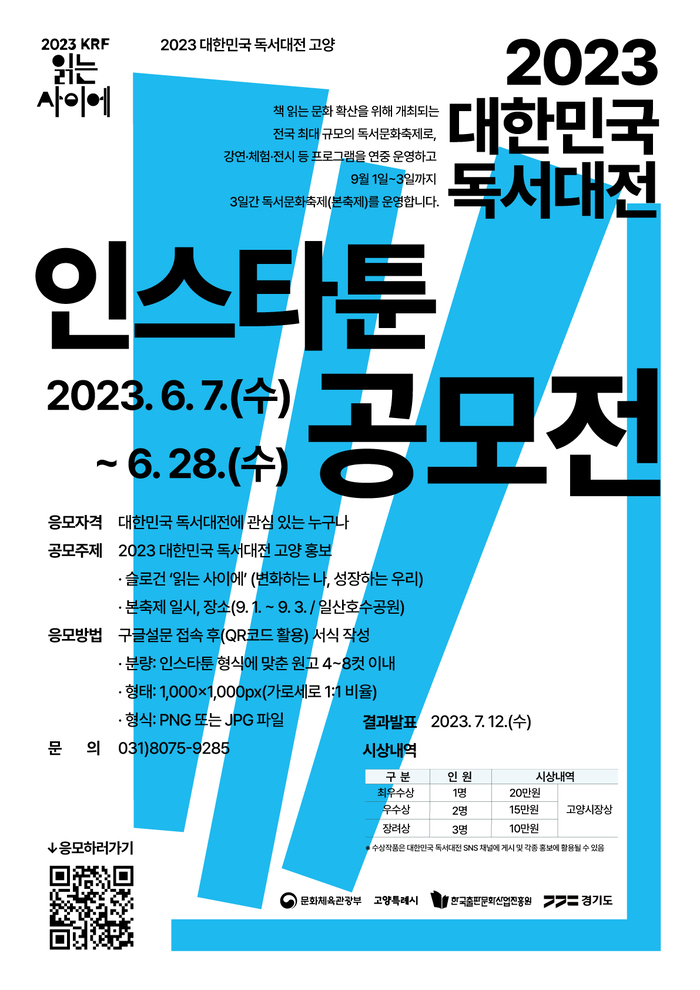 2023 KRF
읽는
사이에
2023 대한민국 독서대전 고양
2023
대한민국
독서대전
책 읽는 문화 확산을 위해 개최되는
전국 최대 규모의 독서문화축제로,
강연·체험·전시 등 프로그램을 연중 운영하고
9월 1일~3일까지
3일간 독서문화축제(본축제)를 운영합니다.
인스타툰
공모전
2023. 6. 7.(수)
~ 6. 28.(수)
응모자격 대한민국 독서대전에 관심 있는 누구나
공모주제 2023 대한민국 독서대전 고양 홍보
· 슬로건 ‘읽는 사이에’ (변화하는 나, 성장하는 우리)
· 본축제 일시, 장소(9. 1. ~ 9. 3. / 일산호수공원)
응모방법 구글설문 접속 후(QR코드 활용) 서식 작성
· 분량: 인스타툰 형식에 맞춘 원고 4~8컷 이내
· 형태: 1,000×1,000px(가로세로 1:1 비율)
· 형식: PNG 또는 JPG 파일
문 의 031)8075-9285
결과발표 2023. 7. 12.(수)
시상내역
구 분 인 원 시상내역
최우수상 1명 20만원
우수상 2명 15만원 고양시장상
장려상 3명 10만원
※ 수상작품은 대한민국 독서대전 SNS 채널에 게시 및 각종 홍보에 활용될 수 있음
↓응모하러가기
문화체육관광부 고양특례시 한국출판문화산업진흥원 경기도